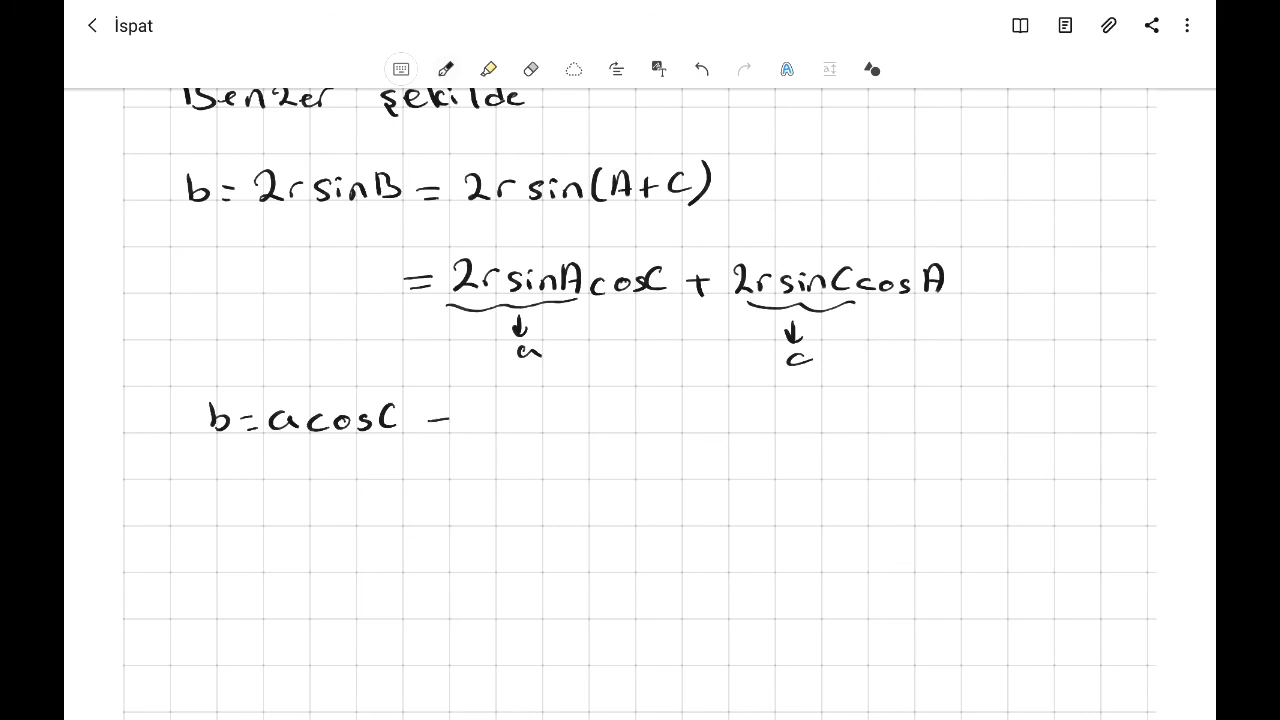 İspat
Benzer şekilde
b = 2r sinB = 2r sin(A+C)
= 2r sinA cosC + 2r sinC cosA
↓ ↓
a c
b = a cosC −